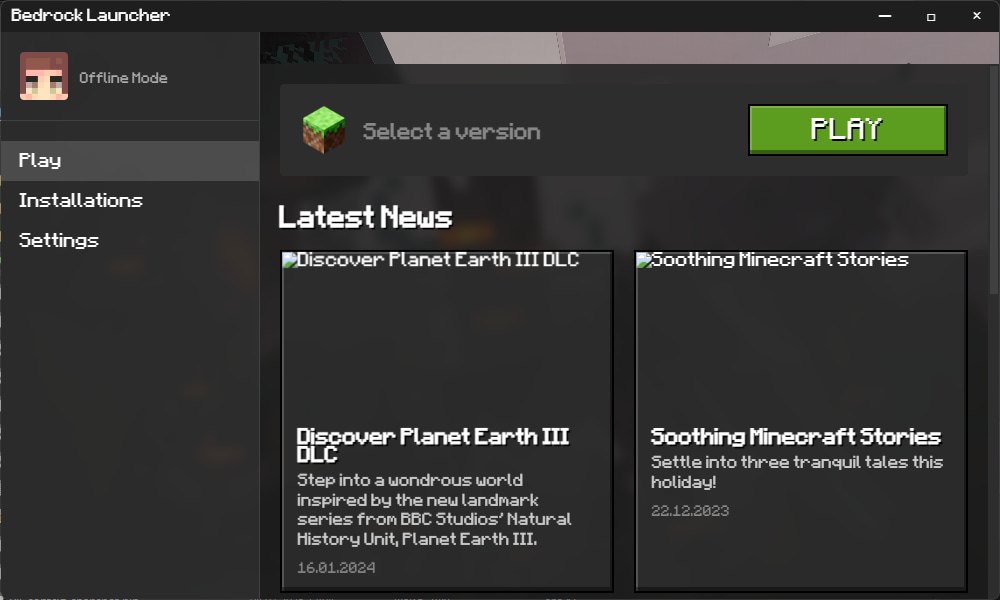 Bedrock Launcher
Offline Mode
Play
Installations
Settings
Select a version
PLAY
Latest News
Discover Planet Earth III DLC
Discover Planet Earth III
DLC
Step into a wondrous world
inspired by the new landmark
series from BBC Studios' Natural
History Unit, Planet Earth III.
16.01.2024
Soothing Minecraft Stories
Soothing Minecraft Stories
Settle into three tranquil tales this
holiday!
22.12.2023